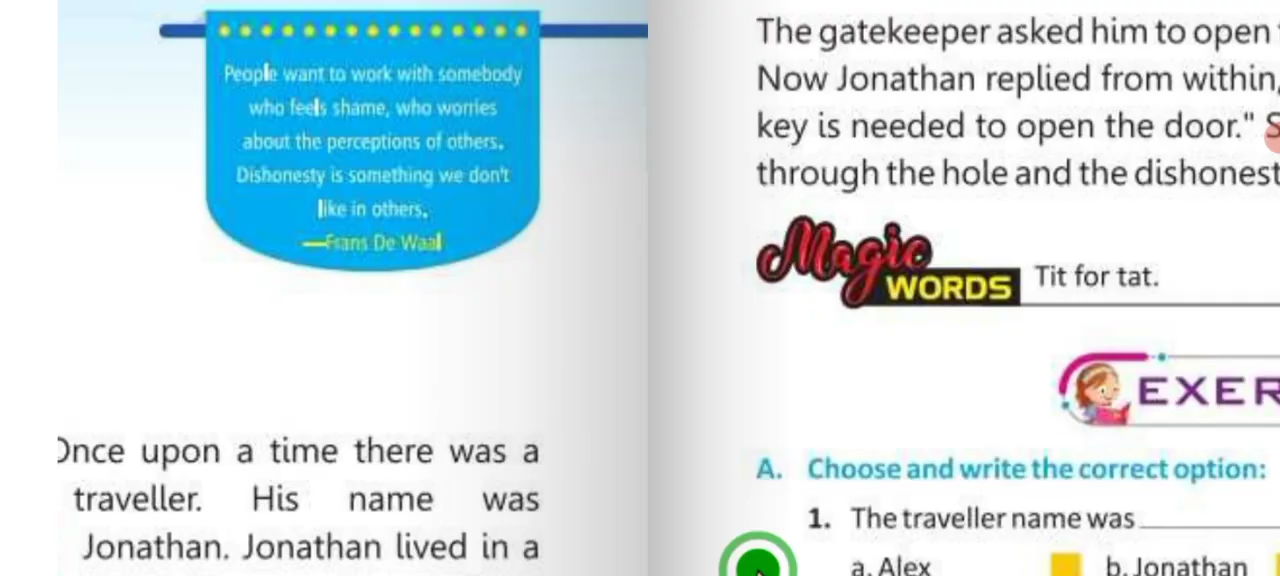 People want to work with somebody
who feels shame, who worries
about the perceptions of others.
Dishonesty is something we don't
like in others.
—Frans De Waal
Once upon a time there was a
traveller. His name was
Jonathan. Jonathan lived in a
The gatekeeper asked him to open
Now Jonathan replied from within,
key is needed to open the door." S
through the hole and the dishonest
Magic
WORDS Tit for tat.
EXER
A. Choose and write the correct option:
1. The traveller name was
a. Alex b. Jonathan